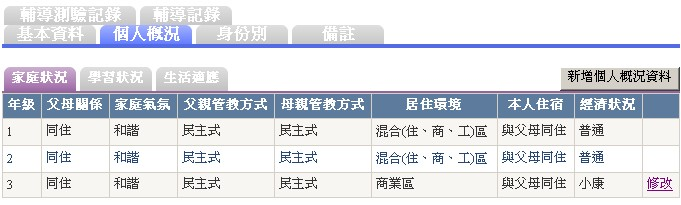 輔導測驗記錄 輔導記錄
基本資料 個人概況 身份別 備註
家庭狀況 學習狀況 生活適應 新增個人概況資料
年級 父母關係 家庭氣氛 父親管教方式 母親管教方式 居住環境 本人住宿 經濟狀況
1 同住 和諧 民主式 民主式 混合(住、商、工)區 與父母同住 普通
2 同住 和諧 民主式 民主式 混合(住、商、工)區 與父母同住 普通
3 同住 和諧 民主式 民主式 商業區 與父母同住 小康 修改